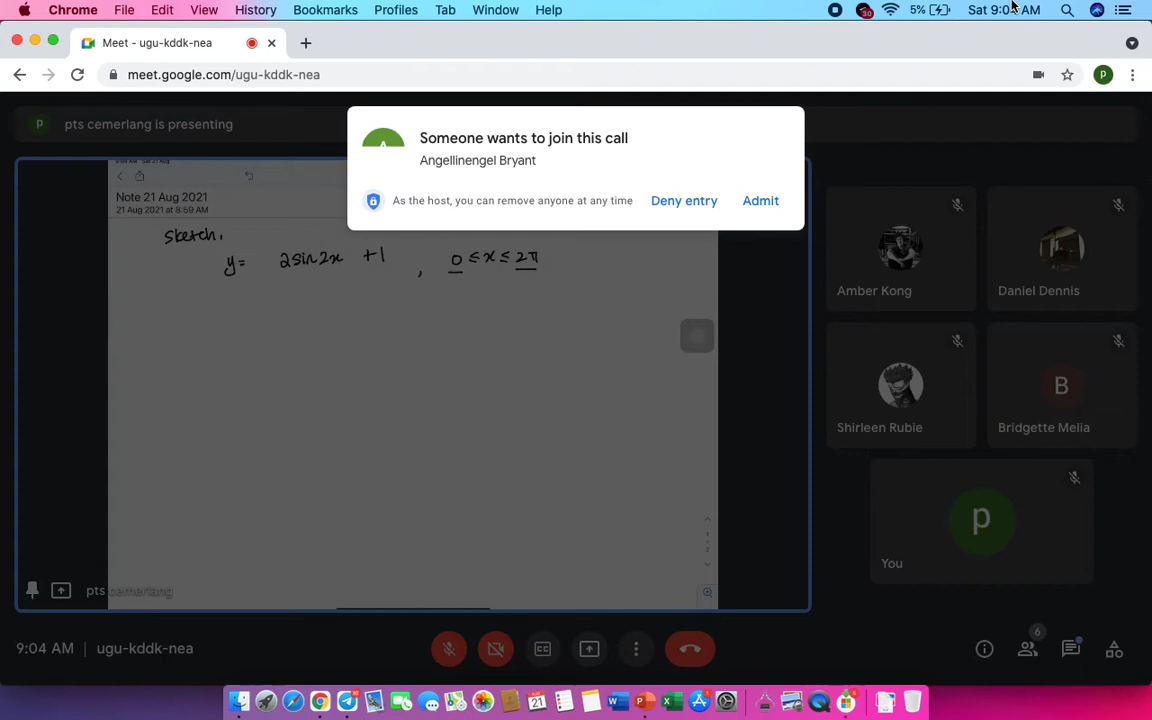 Chrome File Edit View History Bookmarks Profiles Tab Window Help
30
5%
Meet - ugu-kddk-nea
meet.google.com/ugu-kddk-nea
p
p pts cemerlang is presenting
Someone wants to join this call
Angellinengel Bryant
As the host, you can remove anyone at any time
Deny entry
Admit
Note 21 Aug 2021
21 Aug 2021 at 8:59 AM
Sketch.
y= 2sin2x +1 , 0 ≤ x ≤ 2π
Amber Kong
Daniel Dennis
Shirleen Rubie
B
Bridgette Melia
p
You
pts cemerlang
9:04 AM | ugu-kddk-nea
6